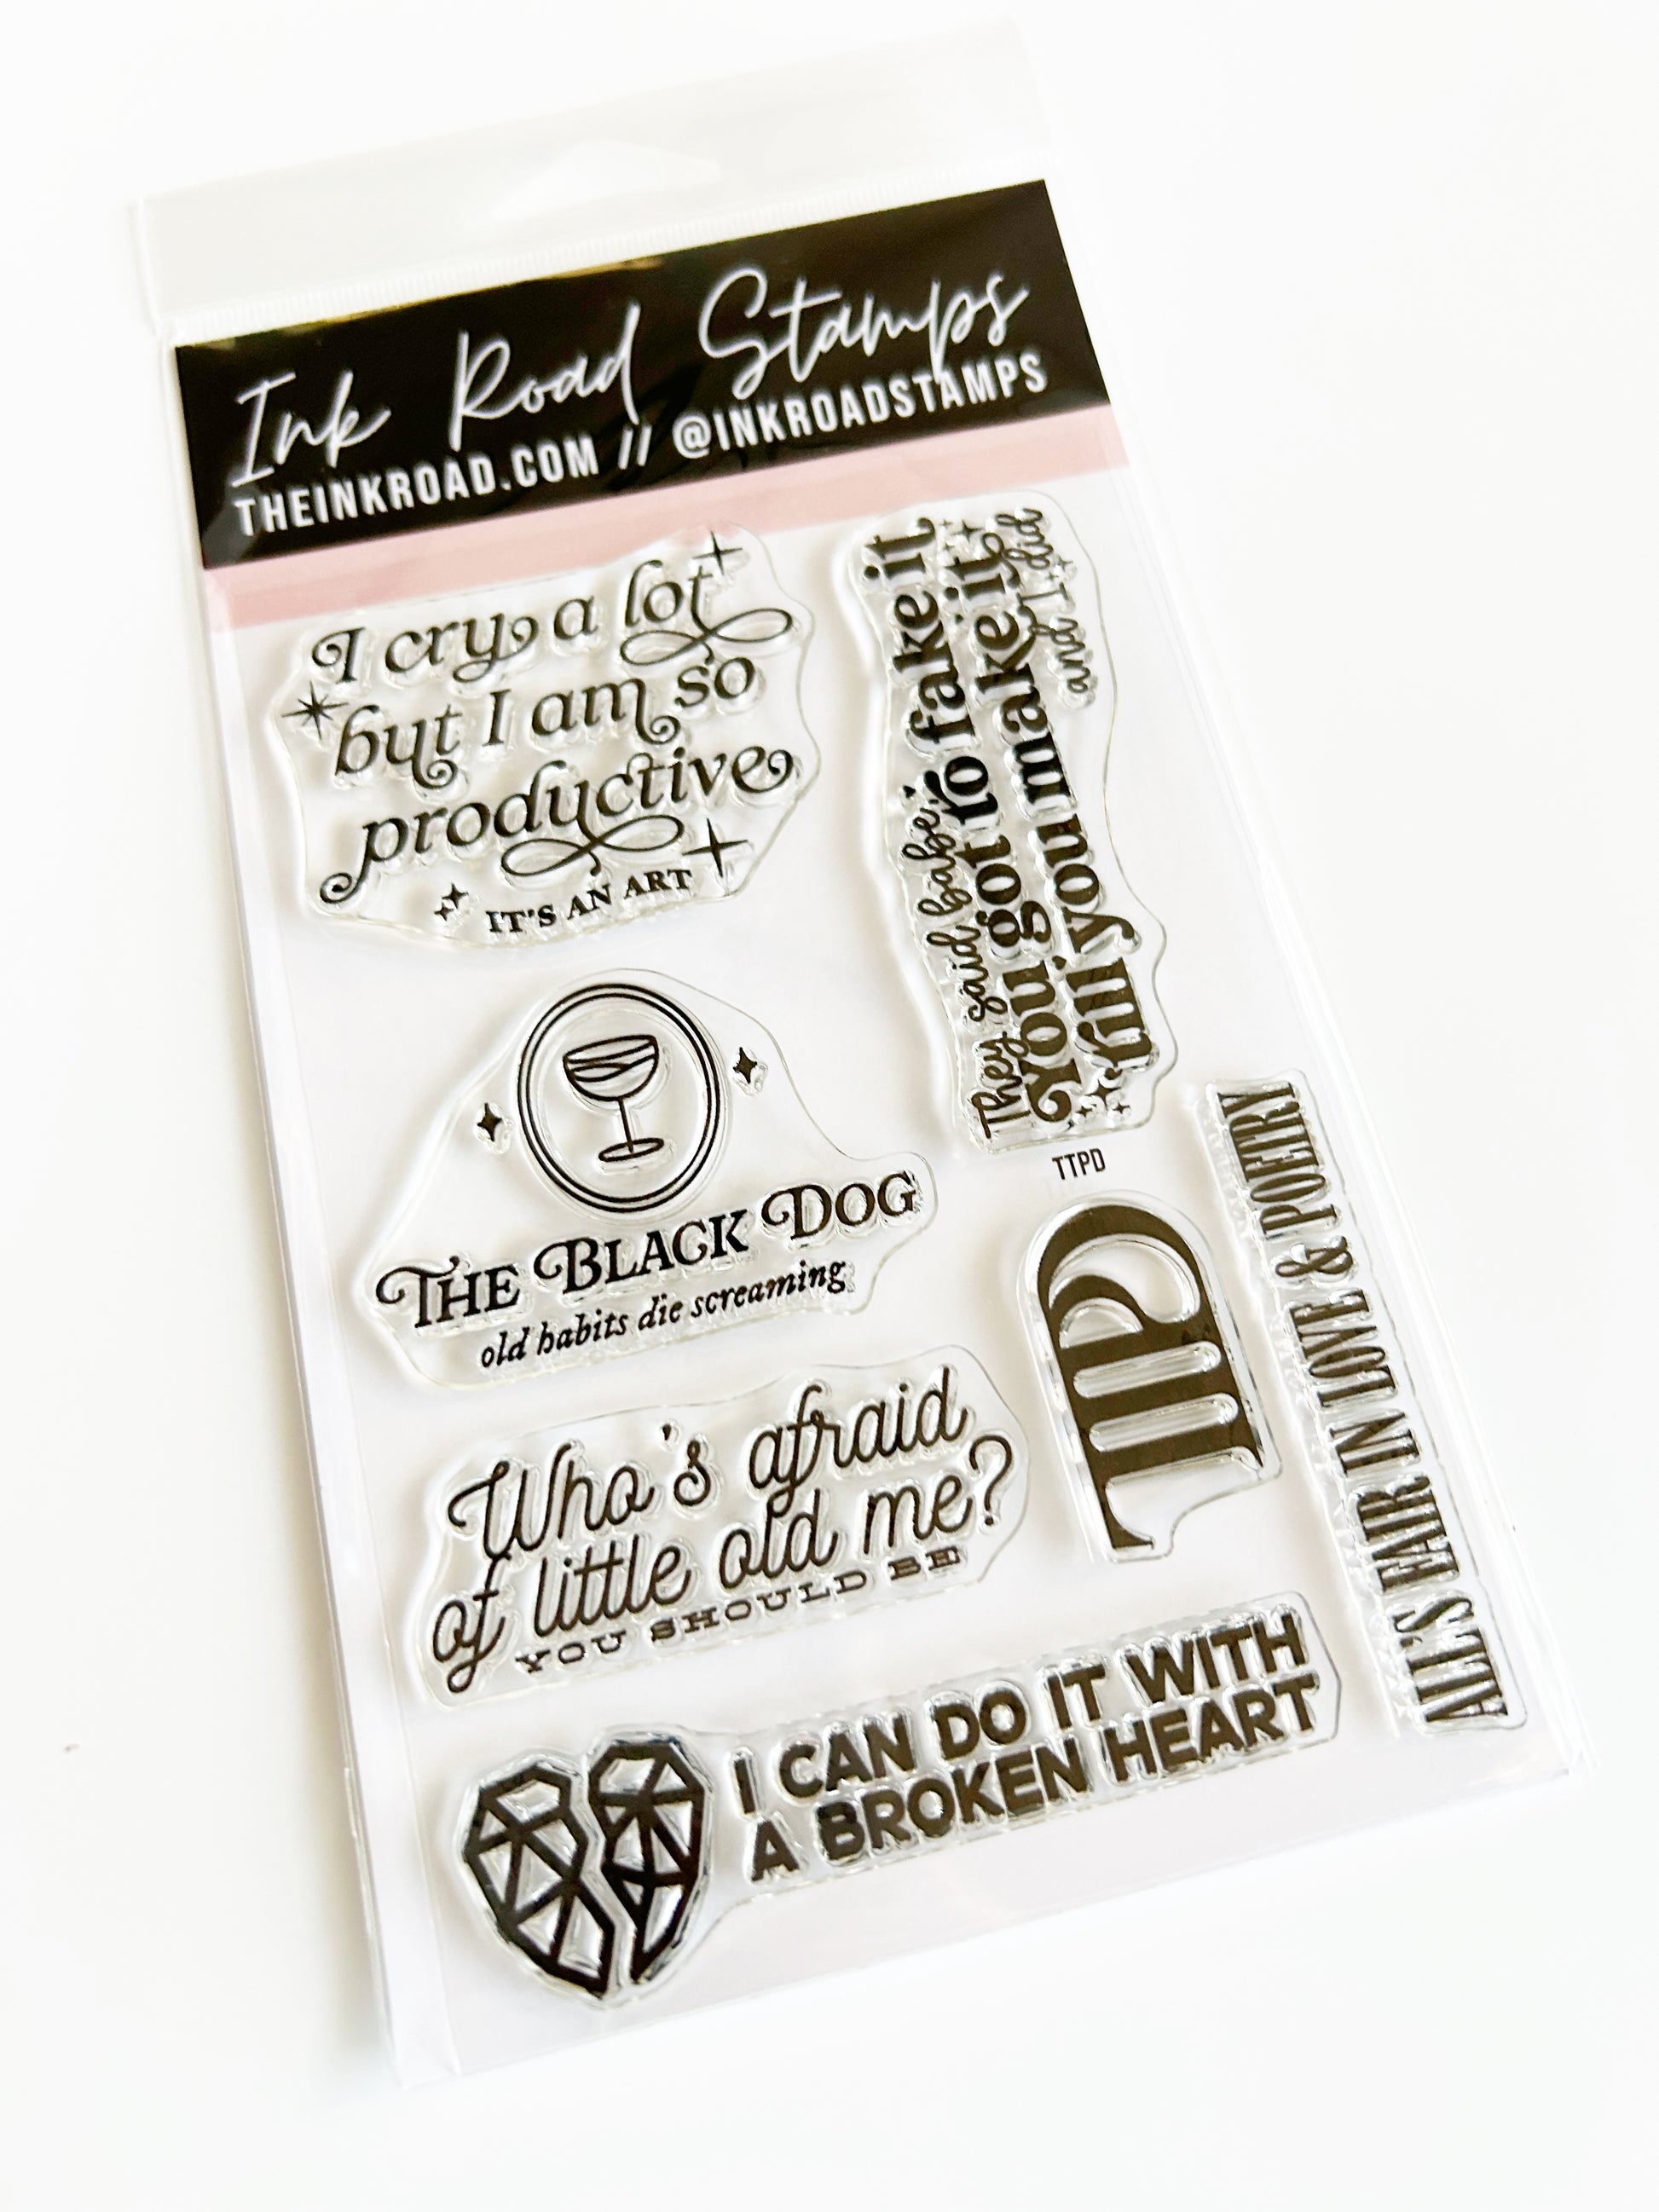 Ink Road Stamps
THEINKROAD.COM // @INKROADSTAMPS
I cry a lot
but I am so
productive
IT'S AN ART
They said babe,
You got to fake it
till you make it
and I did
THE BLACK DOG
old habits die screaming
TTPD
ALL'S FAIR IN LOVE & POETRY
Who's afraid
of little old me?
YOU SHOULD BE
I CAN DO IT WITH
A BROKEN HEART